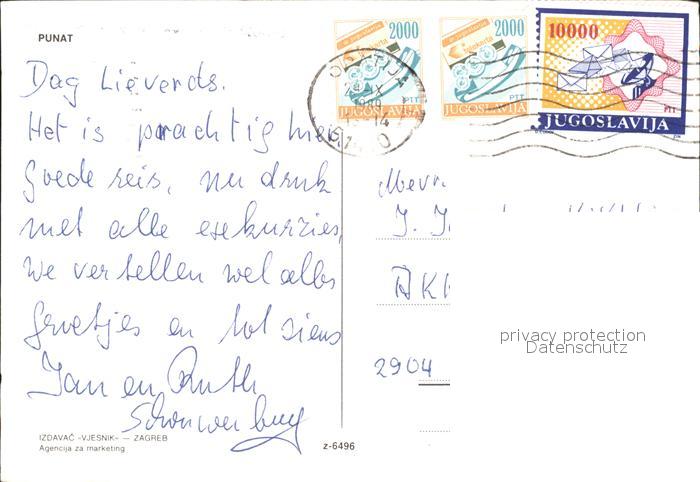 PUNAT
2000
2000
10000
PTT
PTT
PTT
JUGOSLAVIJA
JUGOSLAVIJA
JUGOSLAVIJA
Dag Lieverds.
Het is prachtig hier
Goede reis, nu druk
met alle exkurzies,
We vertellen wel alles
Groetjes en tot ziens
Jan en Ruth
Mevr.
J.
2904
privacy protection
Datenschutz
IZDAVAČ «VJESNIK» — ZAGREB
Agencija za marketing
z-6496